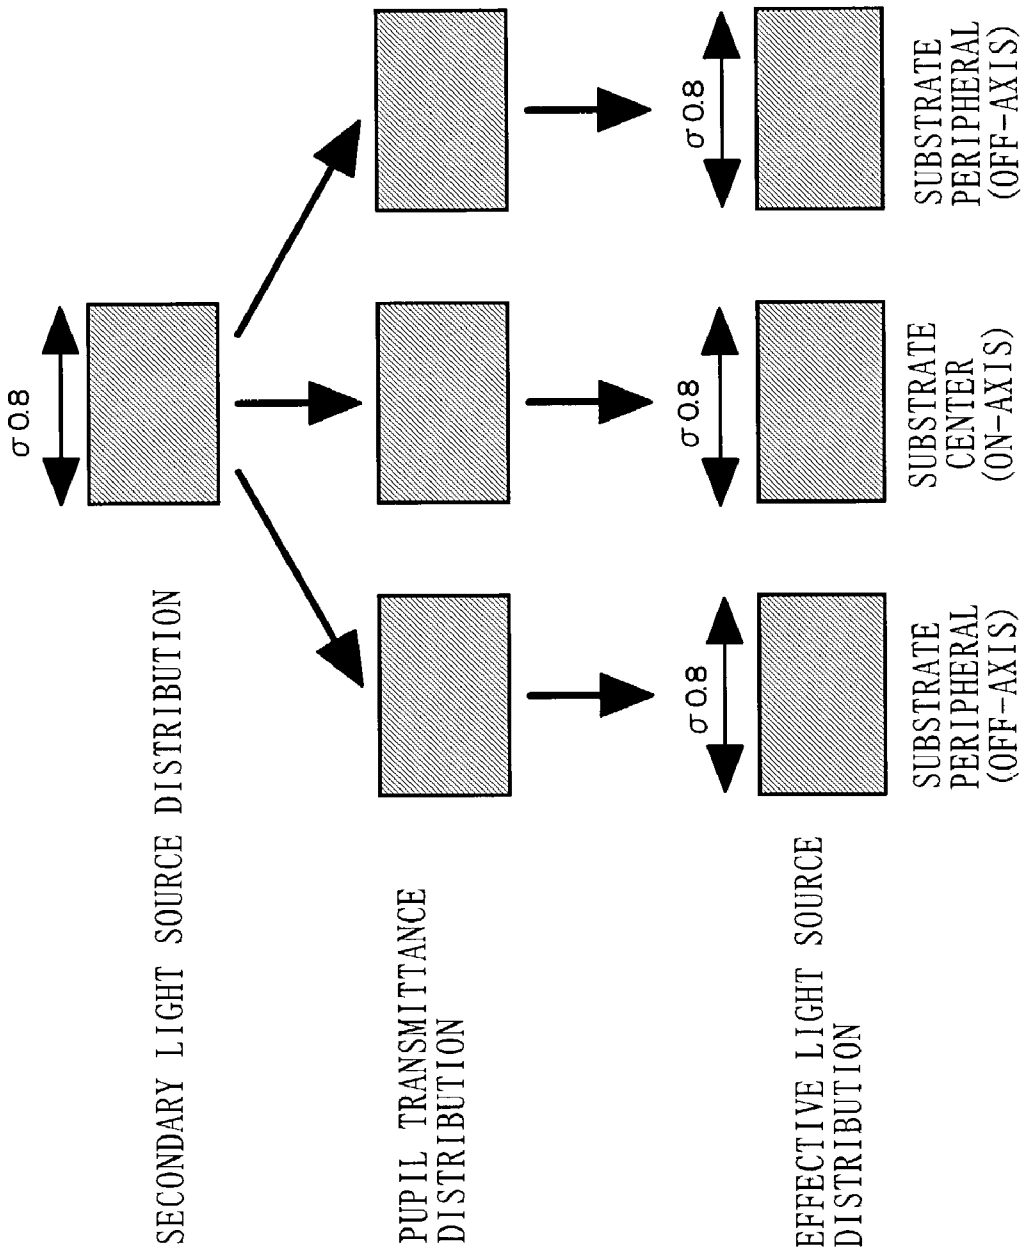 σ 0.8
SECONDARY LIGHT SOURCE DISTRIBUTION
PUPIL TRANSMITTANCE
DISTRIBUTION
σ 0.8
σ 0.8
σ 0.8
EFFECTIVE LIGHT SOURCE
DISTRIBUTION
SUBSTRATE
PERIPHERAL
(OFF-AXIS)
SUBSTRATE
CENTER
(ON-AXIS)
SUBSTRATE
PERIPHERAL
(OFF-AXIS)